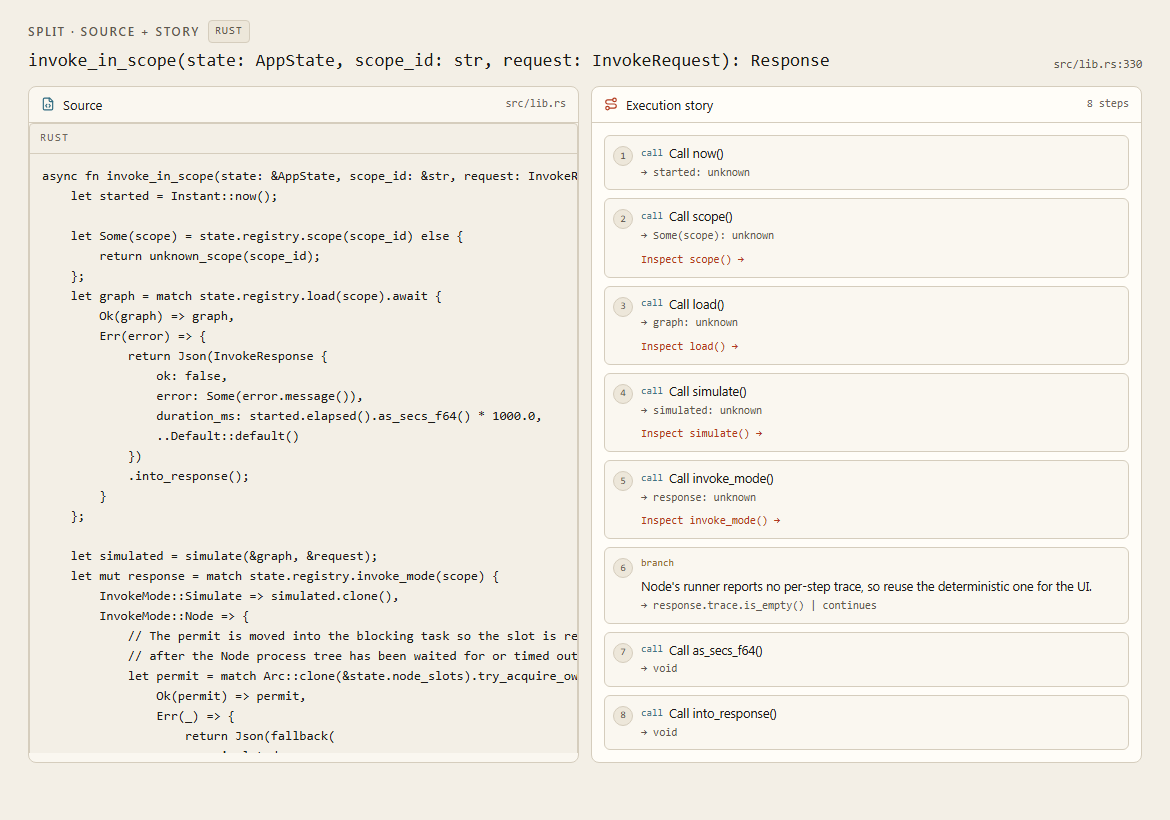 SPLIT · SOURCE + STORY RUST
invoke_in_scope(state: AppState, scope_id: str, request: InvokeRequest): Response
src/lib.rs:330
Source src/lib.rs
RUST
async fn invoke_in_scope(state: &AppState, scope_id: &str, request: InvokeR
let started = Instant::now();
let Some(scope) = state.registry.scope(scope_id) else {
return unknown_scope(scope_id);
};
let graph = match state.registry.load(scope).await {
Ok(graph) => graph,
Err(error) => {
return Json(InvokeResponse {
ok: false,
error: Some(error.message()),
duration_ms: started.elapsed().as_secs_f64() * 1000.0,
..Default::default()
})
.into_response();
}
};
let simulated = simulate(&graph, &request);
let mut response = match state.registry.invoke_mode(scope) {
InvokeMode::Simulate => simulated.clone(),
InvokeMode::Node => {
// The permit is moved into the blocking task so the slot is re
// after the Node process tree has been waited for or timed out
let permit = match Arc::clone(&state.node_slots).try_acquire_ow
Ok(permit) => permit,
Err(_) => {
return Json(fallback(
Execution story 8 steps
1 call Call now()
→ started: unknown
2 call Call scope()
→ Some(scope): unknown
Inspect scope() →
3 call Call load()
→ graph: unknown
Inspect load() →
4 call Call simulate()
→ simulated: unknown
Inspect simulate() →
5 call Call invoke_mode()
→ response: unknown
Inspect invoke_mode() →
6 branch
Node's runner reports no per-step trace, so reuse the deterministic one for the UI.
→ response.trace.is_empty() | continues
7 call Call as_secs_f64()
→ void
8 call Call into_response()
→ void